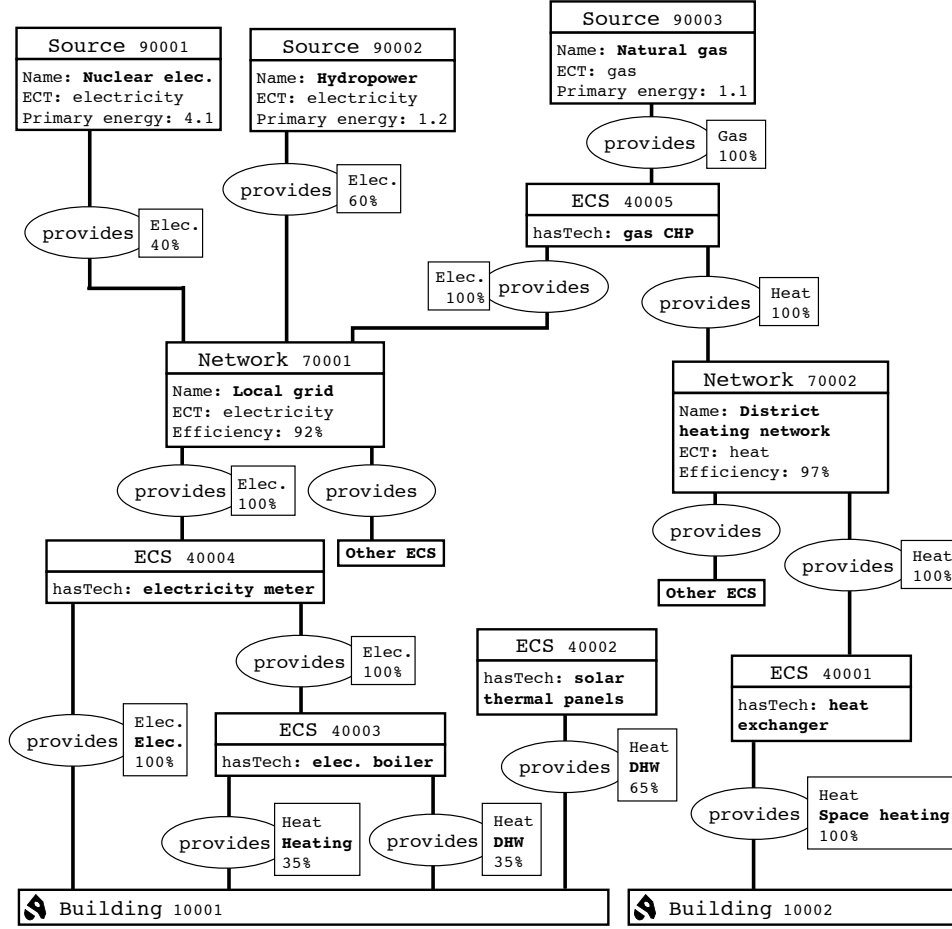 Source 90001
Name: Nuclear elec.
ECT: electricity
Primary energy: 4.1
Source 90002
Name: Hydropower
ECT: electricity
Primary energy: 1.2
Source 90003
Name: Natural gas
ECT: gas
Primary energy: 1.1
provides
Gas
100%
provides
Elec.
60%
provides
Elec.
40%
ECS 40005
hasTech: gas CHP
Elec.
100%
provides
provides
Heat
100%
Network 70001
Name: Local grid
ECT: electricity
Efficiency: 92%
Network 70002
Name: District
heating network
ECT: heat
Efficiency: 97%
provides
Elec.
100%
provides
Other ECS
provides
Other ECS
provides
Heat
100%
ECS 40004
hasTech: electricity meter
provides
Elec.
100%
ECS 40002
hasTech: solar
thermal panels
ECS 40001
hasTech: heat
exchanger
provides
Elec.
Elec.
100%
ECS 40003
hasTech: elec. boiler
provides
Heat
DHW
65%
provides
Heat
Heating
35%
provides
Heat
DHW
35%
provides
Heat
Space heating
100%
Building 10001
Building 10002